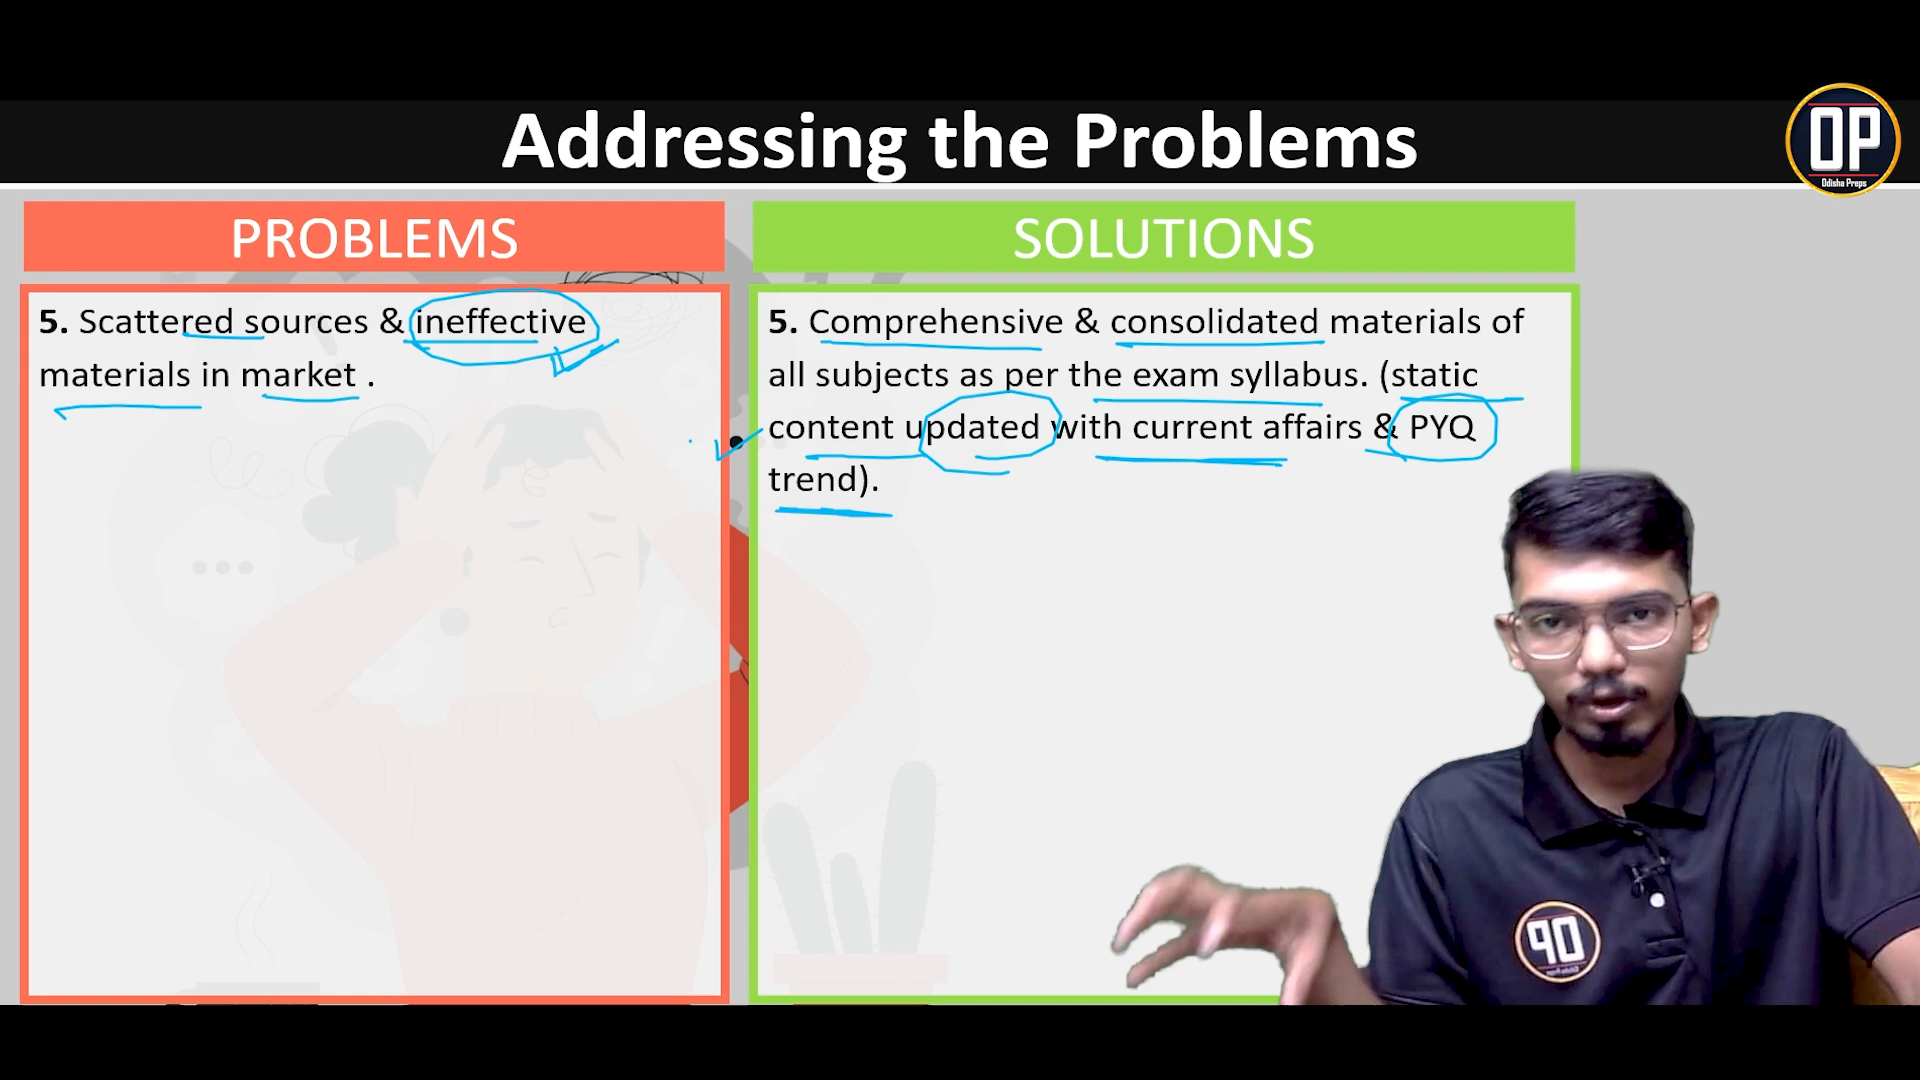 Addressing the Problems
OP
Odisha Preps
PROBLEMS
5. Scattered sources & ineffective
materials in market .
SOLUTIONS
5. Comprehensive & consolidated materials of
all subjects as per the exam syllabus. (static
content updated with current affairs & PYQ
trend).
OP